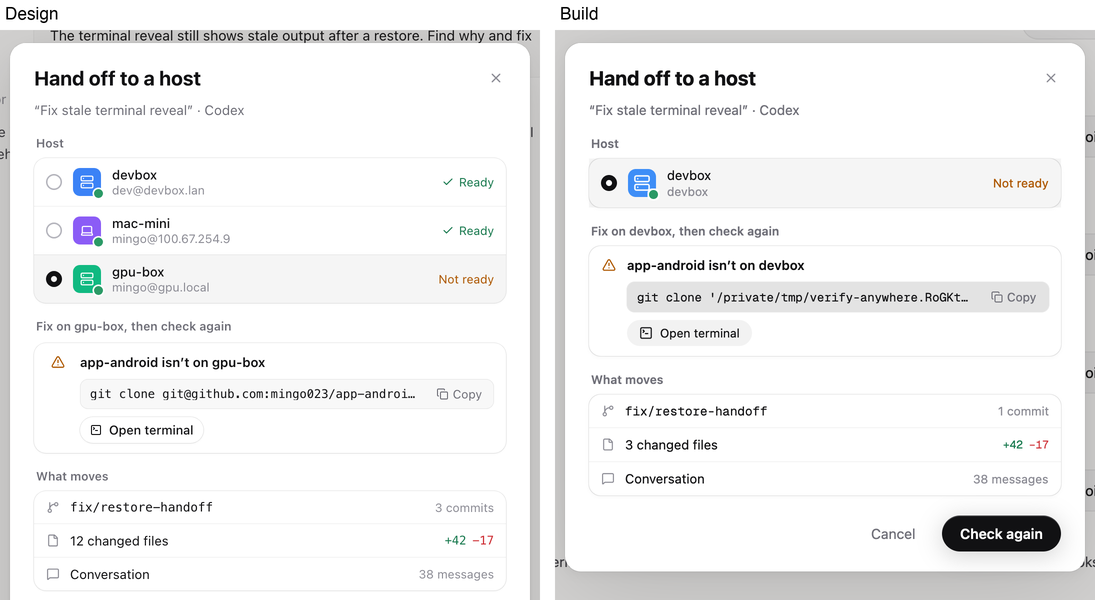 Design
The terminal reveal still shows stale output after a restore. Find why and fix
Hand off to a host
“Fix stale terminal reveal” · Codex
Host
devbox
dev@devbox.lan
Ready
mac-mini
mingo@100.67.254.9
Ready
gpu-box
mingo@gpu.local
Not ready
Fix on gpu-box, then check again
app-android isn’t on gpu-box
git clone git@github.com:mingo023/app-androi…
Copy
Open terminal
What moves
fix/restore-handoff
3 commits
12 changed files
+42 −17
Conversation
38 messages
Build
Hand off to a host
“Fix stale terminal reveal” · Codex
Host
devbox
devbox
Not ready
Fix on devbox, then check again
app-android isn’t on devbox
git clone '/private/tmp/verify-anywhere.RoGKt…
Copy
Open terminal
What moves
fix/restore-handoff
1 commit
3 changed files
+42 −17
Conversation
38 messages
Cancel
Check again